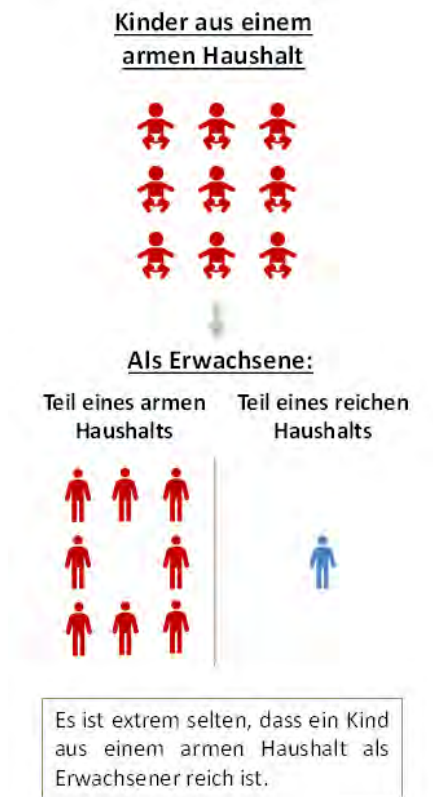 Kinder aus einem
armen Haushalt
Als Erwachsene:
Teil eines armen
Haushalts
Teil eines reichen
Haushalts
Es ist extrem selten, dass ein Kind
aus einem armen Haushalt als
Erwachsener reich ist.